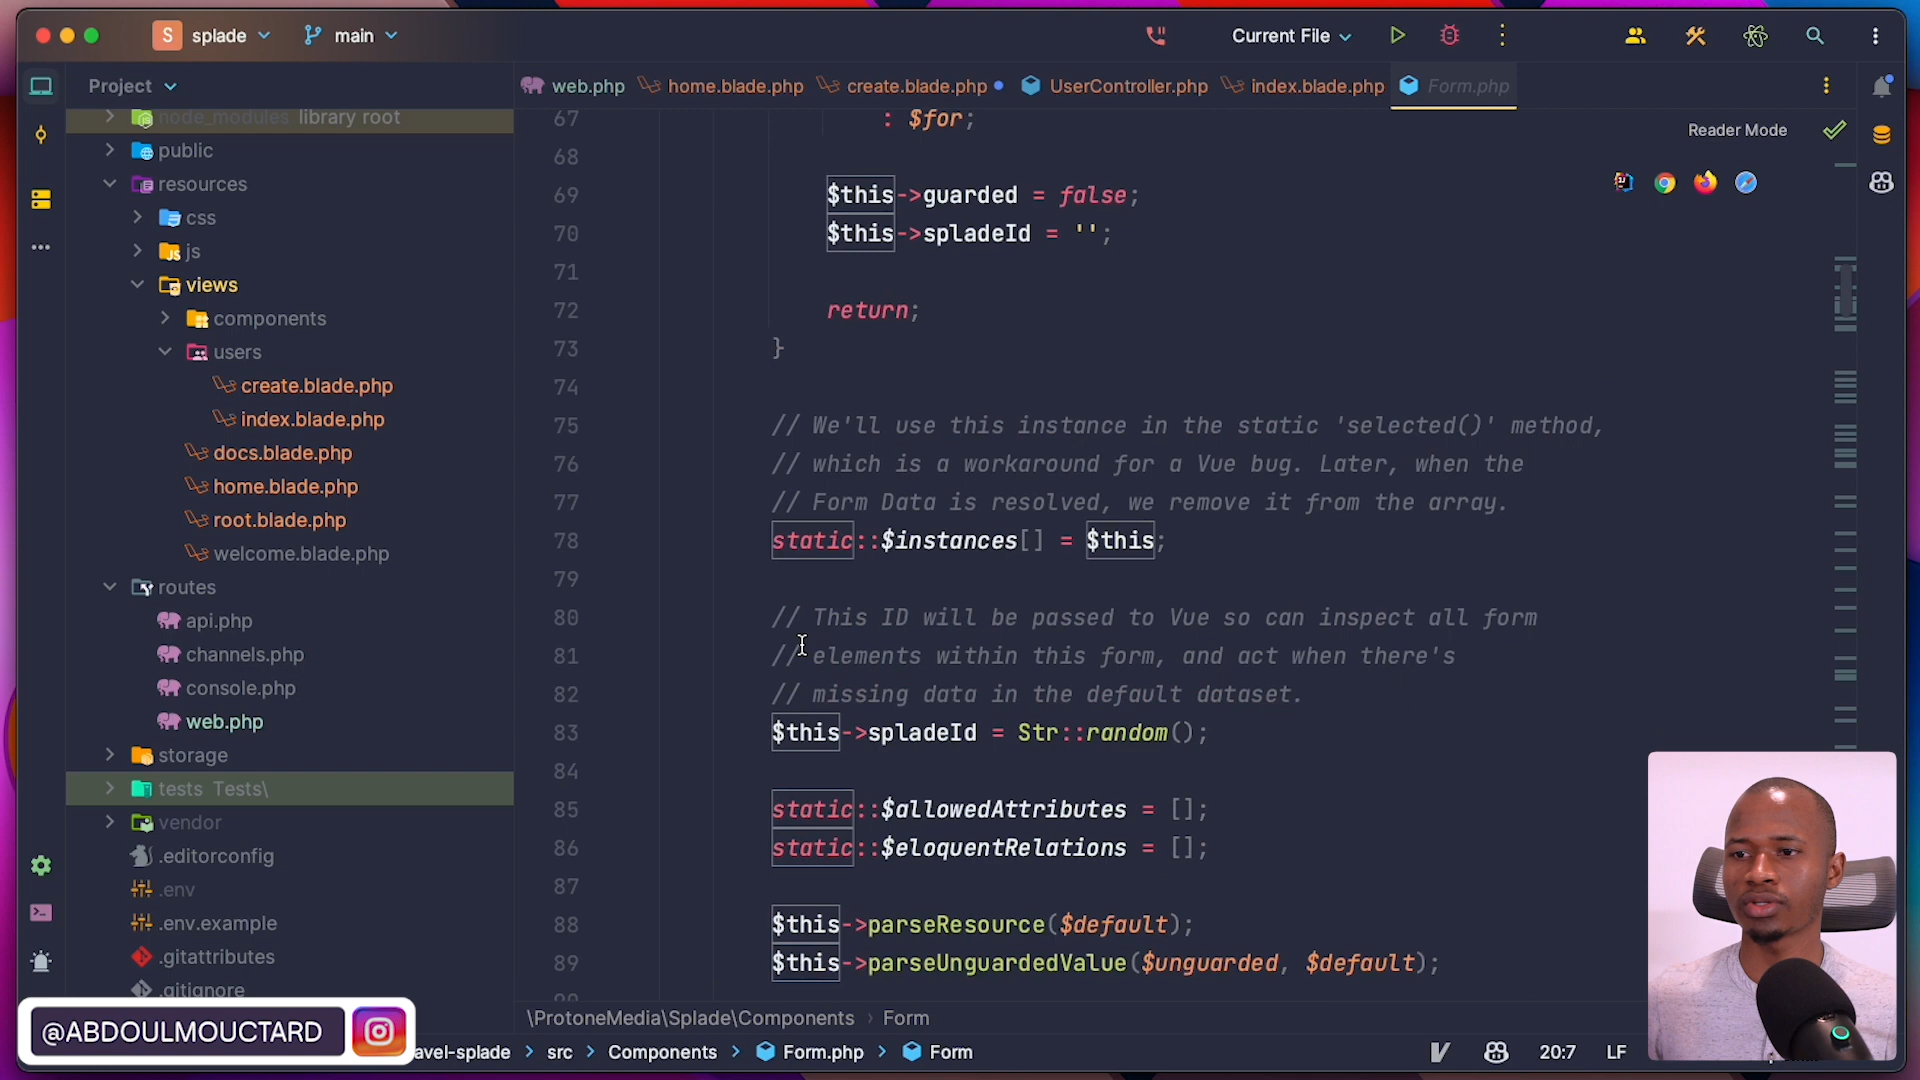 S splade main Current File
Project
web.php home.blade.php create.blade.php UserController.php index.blade.php Form.php
Reader Mode
node_modules library root
public
resources
css
js
views
components
users
create.blade.php
index.blade.php
docs.blade.php
home.blade.php
root.blade.php
welcome.blade.php
routes
api.php
channels.php
console.php
web.php
storage
tests Tests\
vendor
.editorconfig
.env
.env.example
.gitattributes
.gitignore
67 : $for;
68
69 $this->guarded = false;
70 $this->spladeId = '';
71
72 return;
73 }
74
75 // We'll use this instance in the static 'selected()' method,
76 // which is a workaround for a Vue bug. Later, when the
77 // Form Data is resolved, we remove it from the array.
78 static::$instances[] = $this;
79
80 // This ID will be passed to Vue so can inspect all form
81 // elements within this form, and act when there's
82 // missing data in the default dataset.
83 $this->spladeId = Str::random();
84
85 static::$allowedAttributes = [];
86 static::$eloquentRelations = [];
87
88 $this->parseResource($default);
89 $this->parseUnguardedValue($unguarded, $default);
90
\ProtoneMedia\Splade\Components › Form
@ABDOULMOUCTARD
avel-splade › src › Components › Form.php › Form
20:7 LF